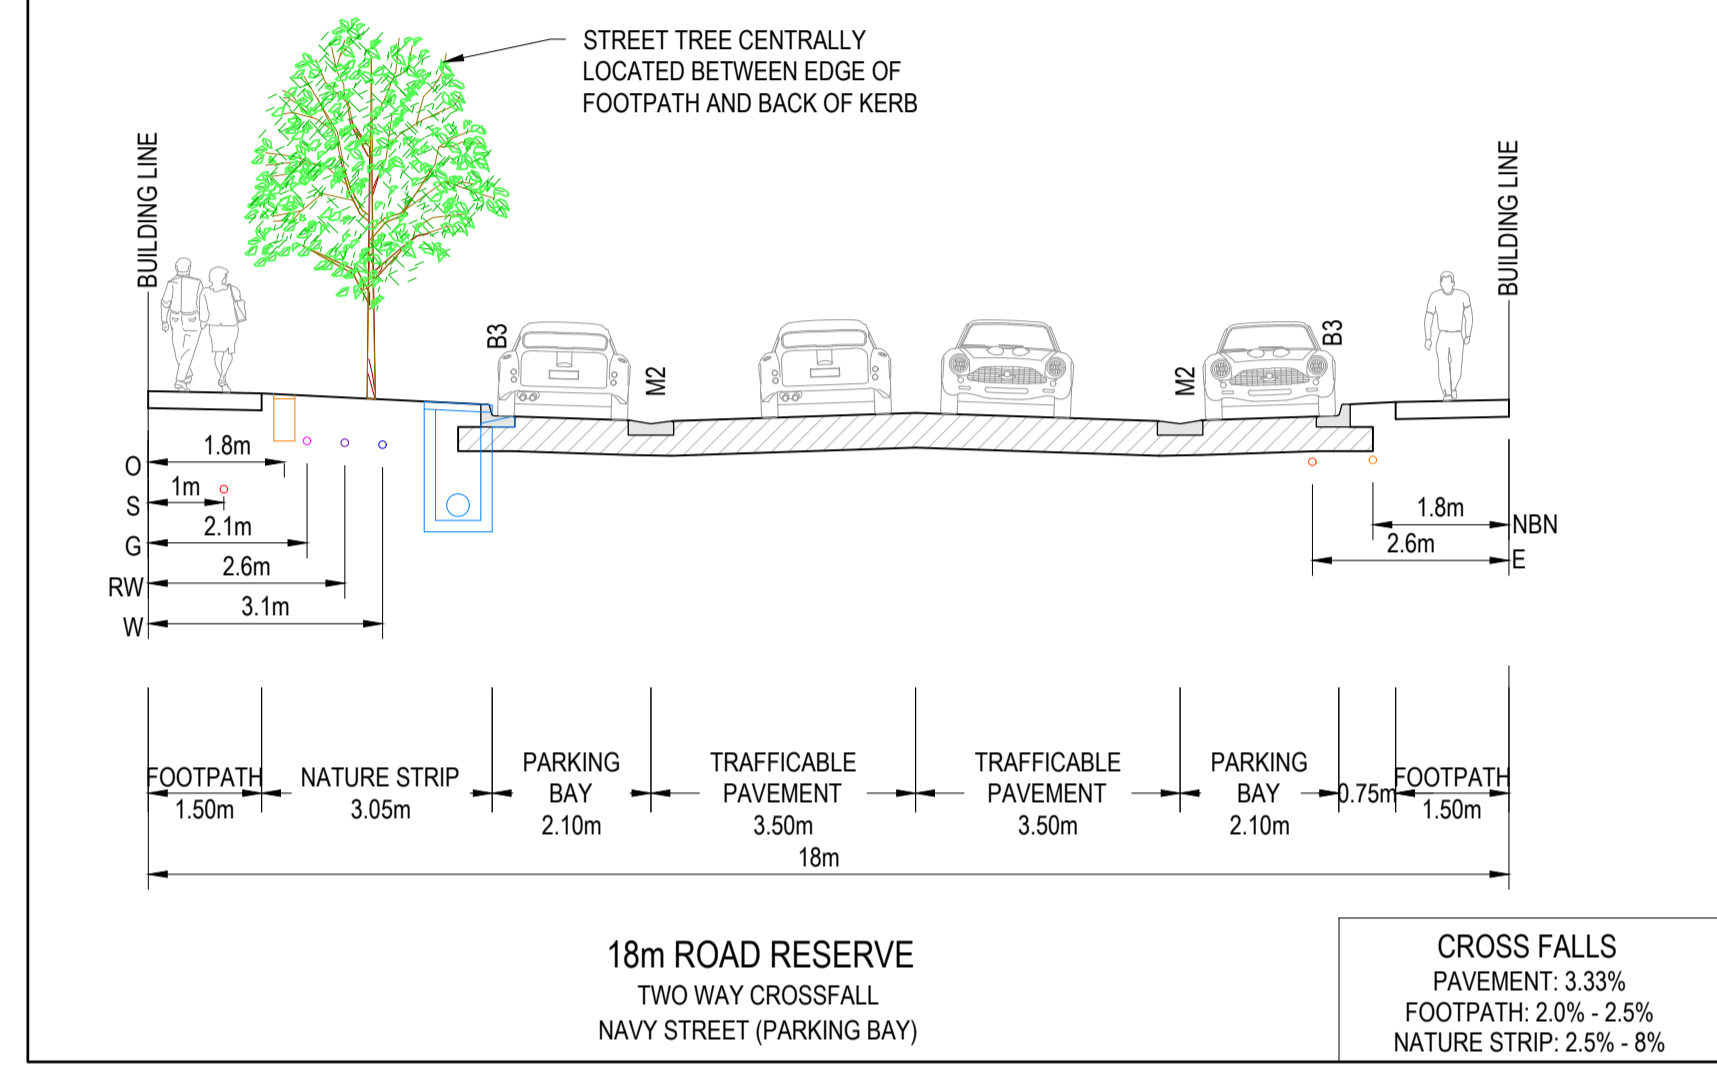 STREET TREE CENTRALLY
LOCATED BETWEEN EDGE OF
FOOTPATH AND BACK OF KERB
BUILDING LINE
BUILDING LINE
B3
M2
M2
B3
O
1.8m
S
1m
G
2.1m
RW
2.6m
W
3.1m
1.8m
NBN
2.6m
E
FOOTPATH
1.50m
NATURE STRIP
3.05m
PARKING
BAY
2.10m
TRAFFICABLE
PAVEMENT
3.50m
TRAFFICABLE
PAVEMENT
3.50m
PARKING
BAY
2.10m
0.75m
FOOTPATH
1.50m
18m
18m ROAD RESERVE
TWO WAY CROSSFALL
NAVY STREET (PARKING BAY)
CROSS FALLS
PAVEMENT: 3.33%
FOOTPATH: 2.0% - 2.5%
NATURE STRIP: 2.5% - 8%